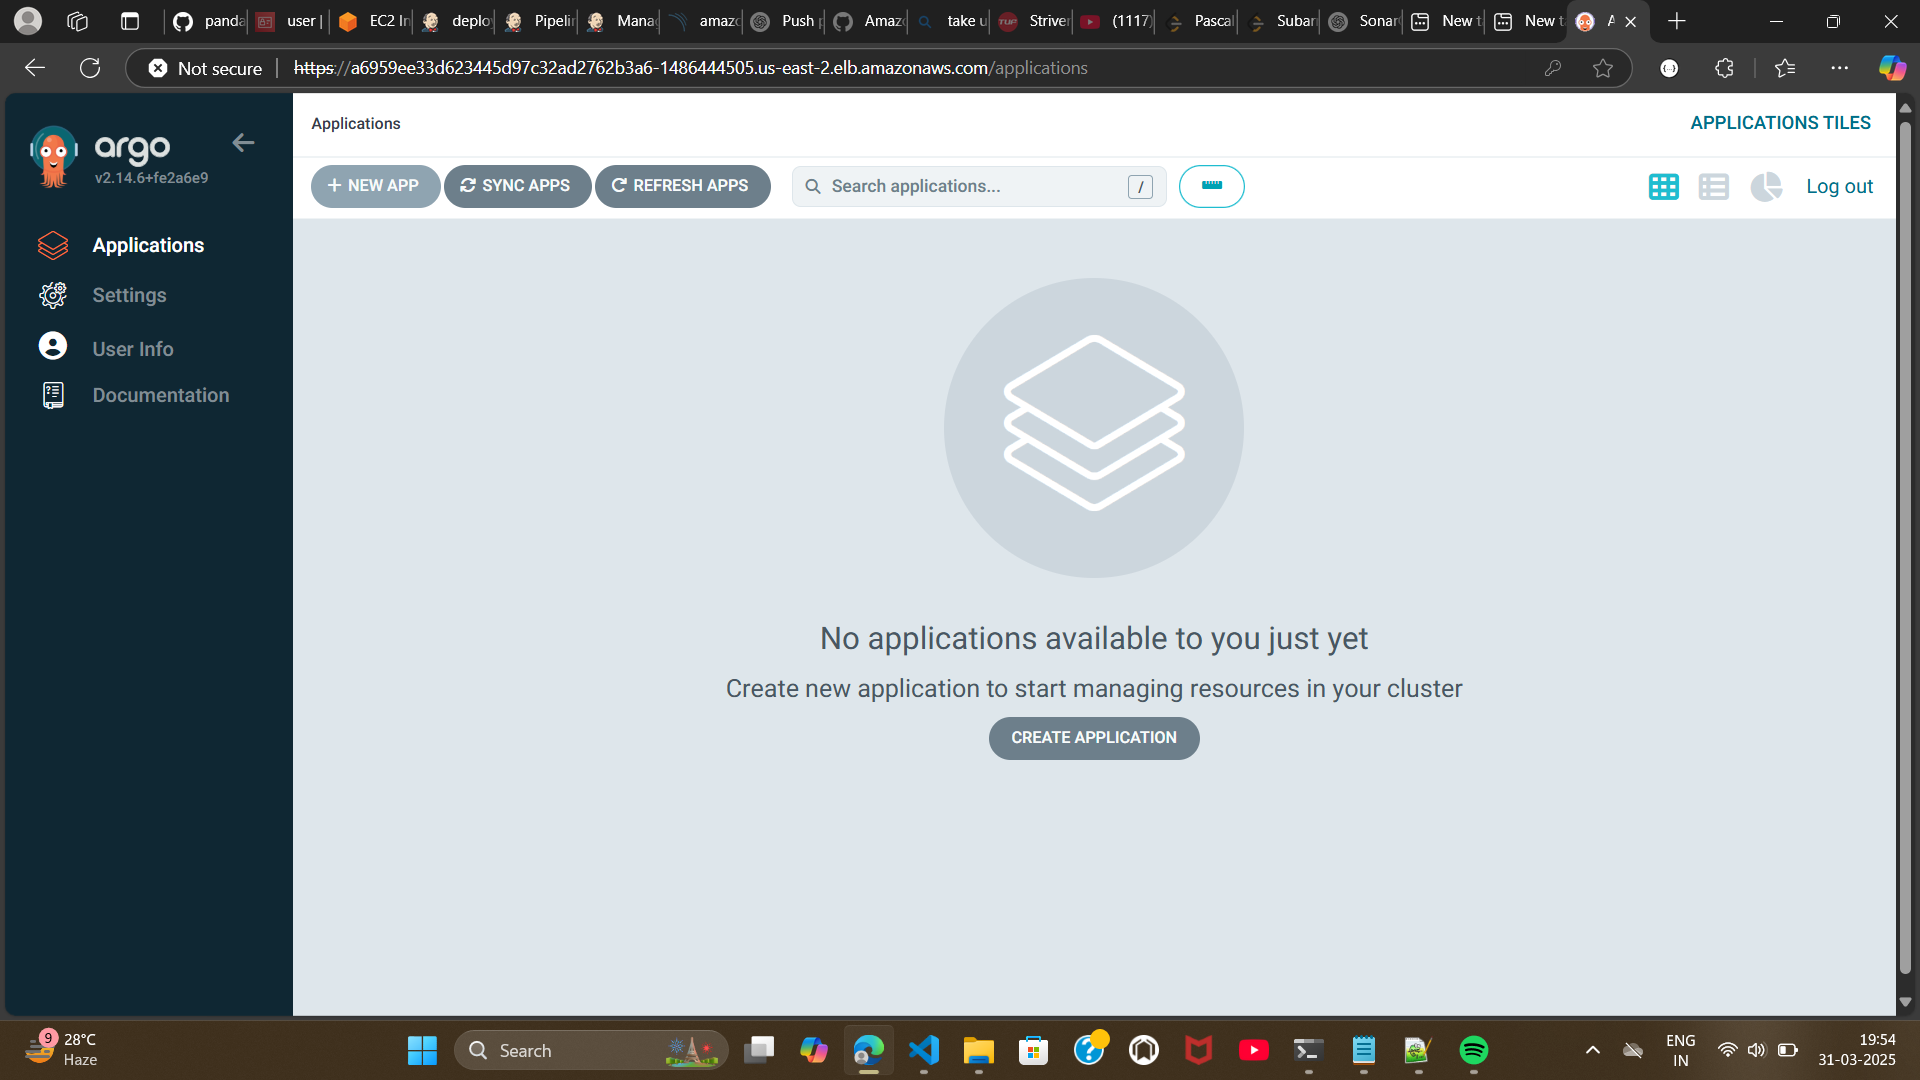 panda
user |
EC2 In
deploy
Pipelin
Manag
amazo
Push p
Amazo
take u
Striver
(1117)
Pascal
Subar
Sonar
New t
New t
A
Not secure
https://a6959ee33d623445d97c32ad2762b3a6-1486444505.us-east-2.elb.amazonaws.com/applications
argo
v2.14.6+fe2a6e9
Applications
Settings
User Info
Documentation
Applications
APPLICATIONS TILES
+ NEW APP
SYNC APPS
REFRESH APPS
Search applications...
/
Log out
No applications available to you just yet
Create new application to start managing resources in your cluster
CREATE APPLICATION
9
28°C
Haze
Search
ENG
IN
19:54
31-03-2025